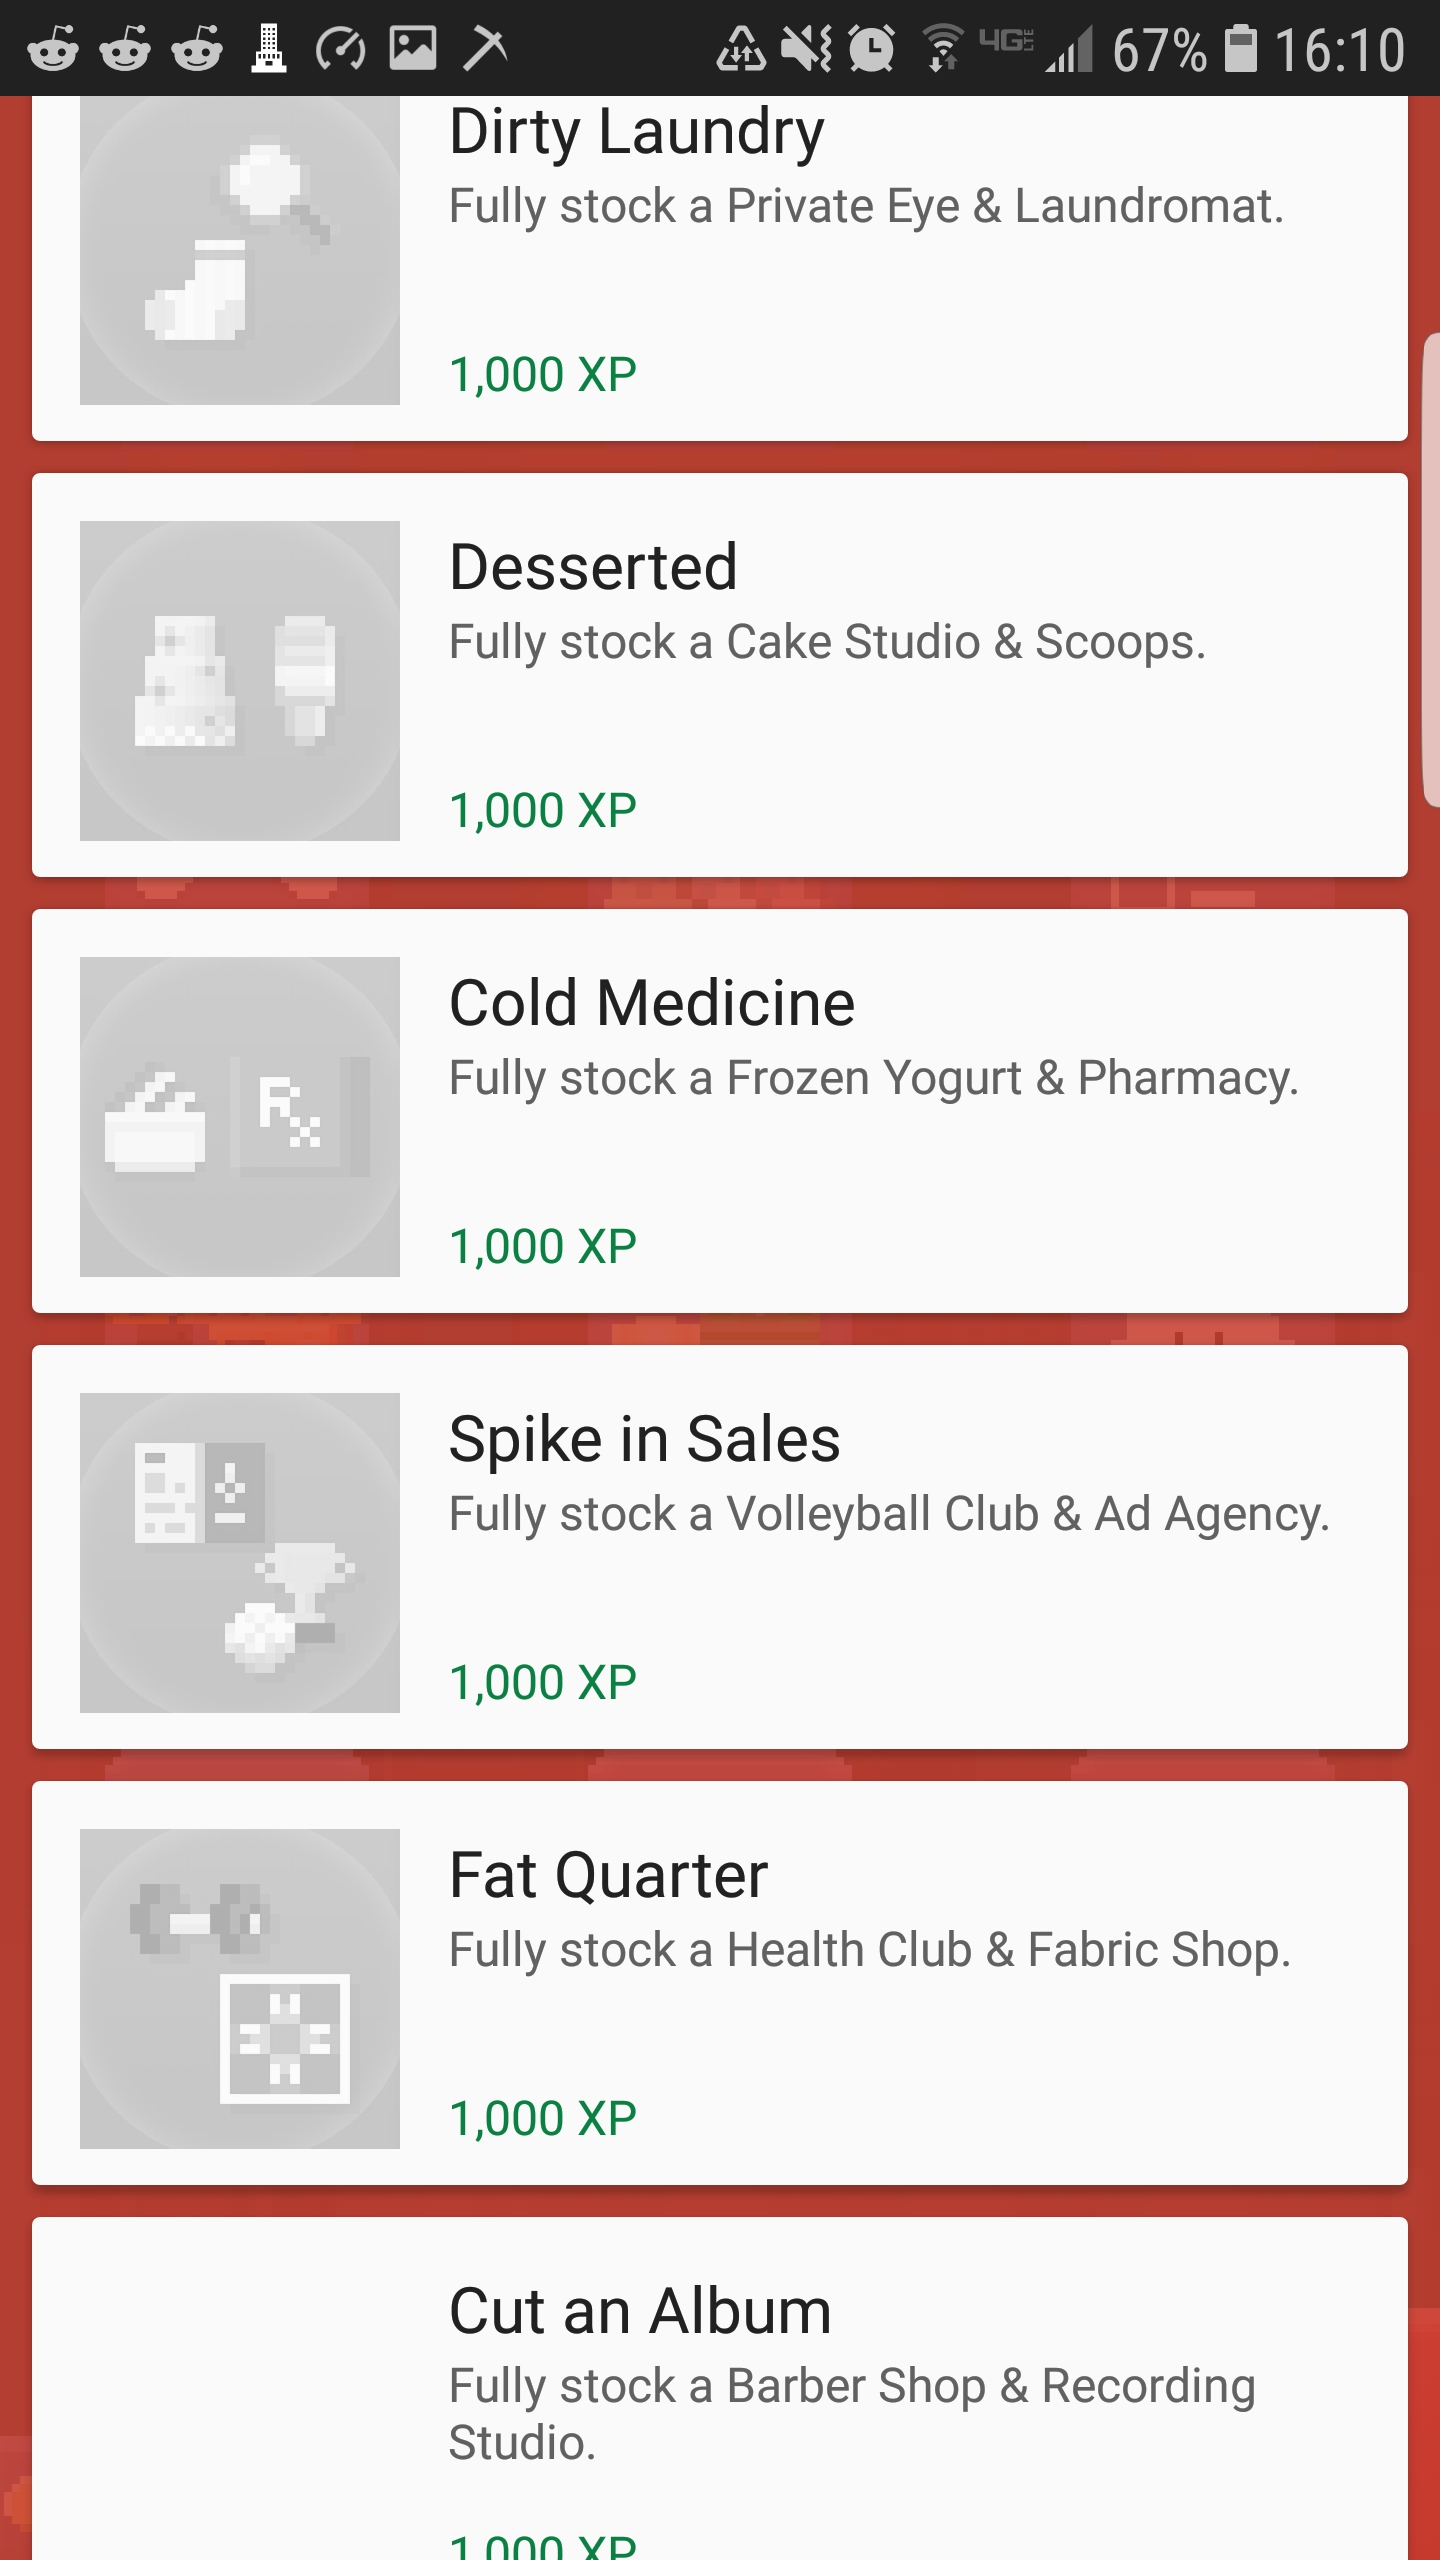 4G LTE 67% 16:10
Dirty Laundry
Fully stock a Private Eye & Laundromat.
1,000 XP
Desserted
Fully stock a Cake Studio & Scoops.
1,000 XP
Cold Medicine
Fully stock a Frozen Yogurt & Pharmacy.
Rx
1,000 XP
Spike in Sales
Fully stock a Volleyball Club & Ad Agency.
1,000 XP
Fat Quarter
Fully stock a Health Club & Fabric Shop.
1,000 XP
Cut an Album
Fully stock a Barber Shop & Recording
Studio.
1,000 XP